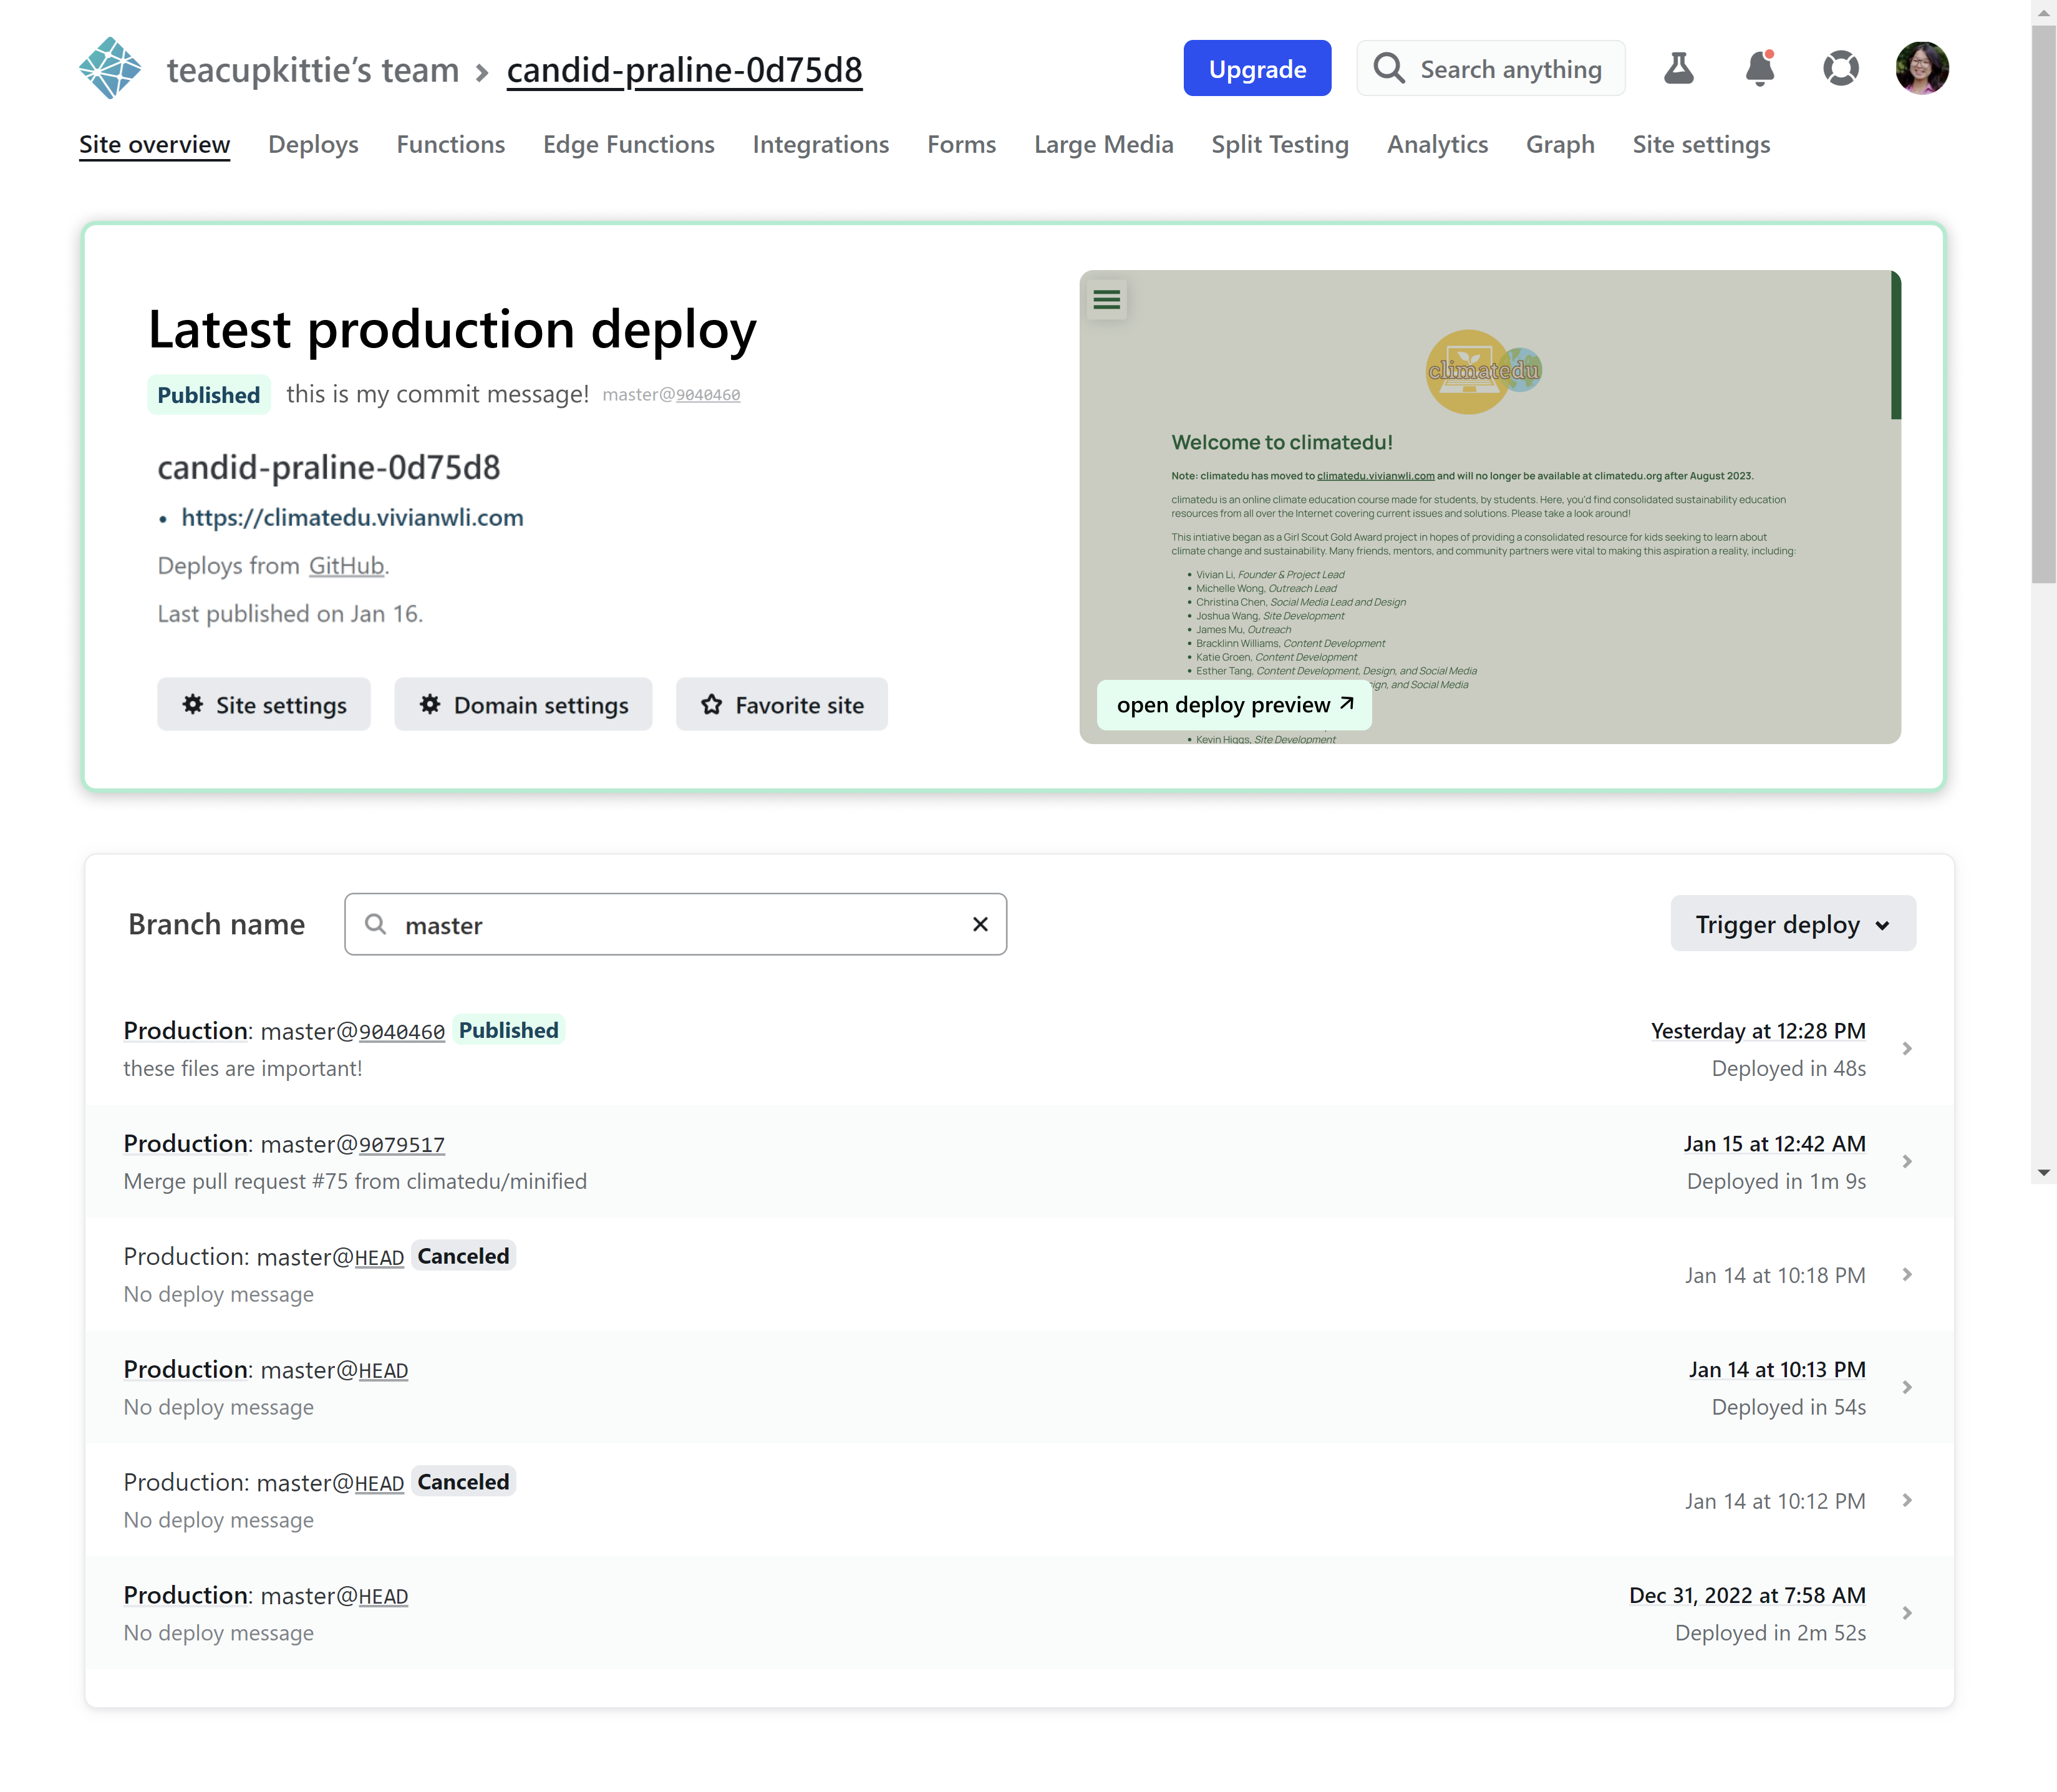 teacupkittie’s team > candid-praline-0d75d8
Upgrade
Search anything
Site overview Deploys Functions Edge Functions Integrations Forms Large Media Split Testing Analytics Graph Site settings
Latest production deploy
Published this is my commit message! master@9040460
candid-praline-0d75d8
• https://climatedu.vivianwli.com
Deploys from GitHub.
Last published on Jan 16.
Site settings
Domain settings
Favorite site
climatedu
Welcome to climatedu!
Note: climatedu has moved to climatedu.vivianwli.com and will no longer be available at climatedu.org after August 2023.
climatedu is an online climate education course made for students, by students. Here, you'd find consolidated sustainability education
resources from all over the Internet covering current issues and solutions. Please take a look around!
This intiative began as a Girl Scout Gold Award project in hopes of providing a consolidated resource for kids seeking to learn about
climate change and sustainability. Many friends, mentors, and community partners were vital to making this aspiration a reality, including:
• Vivian Li, Founder & Project Lead
• Michelle Wong, Outreach Lead
• Christina Chen, Social Media Lead and Design
• Joshua Wang, Site Development
• James Mu, Outreach
• Bracklinn Williams, Content Development
• Katie Groen, Content Development
• Esther Tang, Content Development, Design, and Social Media
and Social Media
open deploy preview
• Kevin Higgs, Site Development
Branch name
master
Trigger deploy
Production: master@9040460 Published
Yesterday at 12:28 PM
these files are important!
Deployed in 48s
Production: master@9079517
Jan 15 at 12:42 AM
Merge pull request #75 from climatedu/minified
Deployed in 1m 9s
Production: master@HEAD Canceled
Jan 14 at 10:18 PM
No deploy message
Production: master@HEAD
Jan 14 at 10:13 PM
No deploy message
Deployed in 54s
Production: master@HEAD Canceled
Jan 14 at 10:12 PM
No deploy message
Production: master@HEAD
Dec 31, 2022 at 7:58 AM
No deploy message
Deployed in 2m 52s